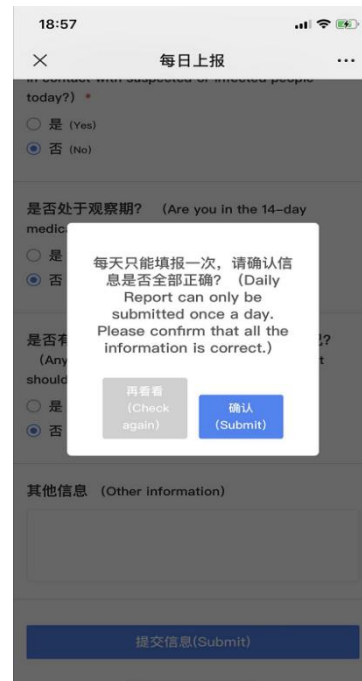 18:57
每日上报
in contact with suspected or infected people
today?) *
是 (Yes)
否 (No)
是否处于观察期? (Are you in the 14-day
medic
是
否
每天只能填报一次，请确认信
息是否全部正确? (Daily
Report can only be
submitted once a day.
Please confirm that all the
information is correct.)
再看看
(Check
again)
确认
(Submit)
是否有
?
(Any
t
should
是
否
其他信息 (Other information)
提交信息(Submit)